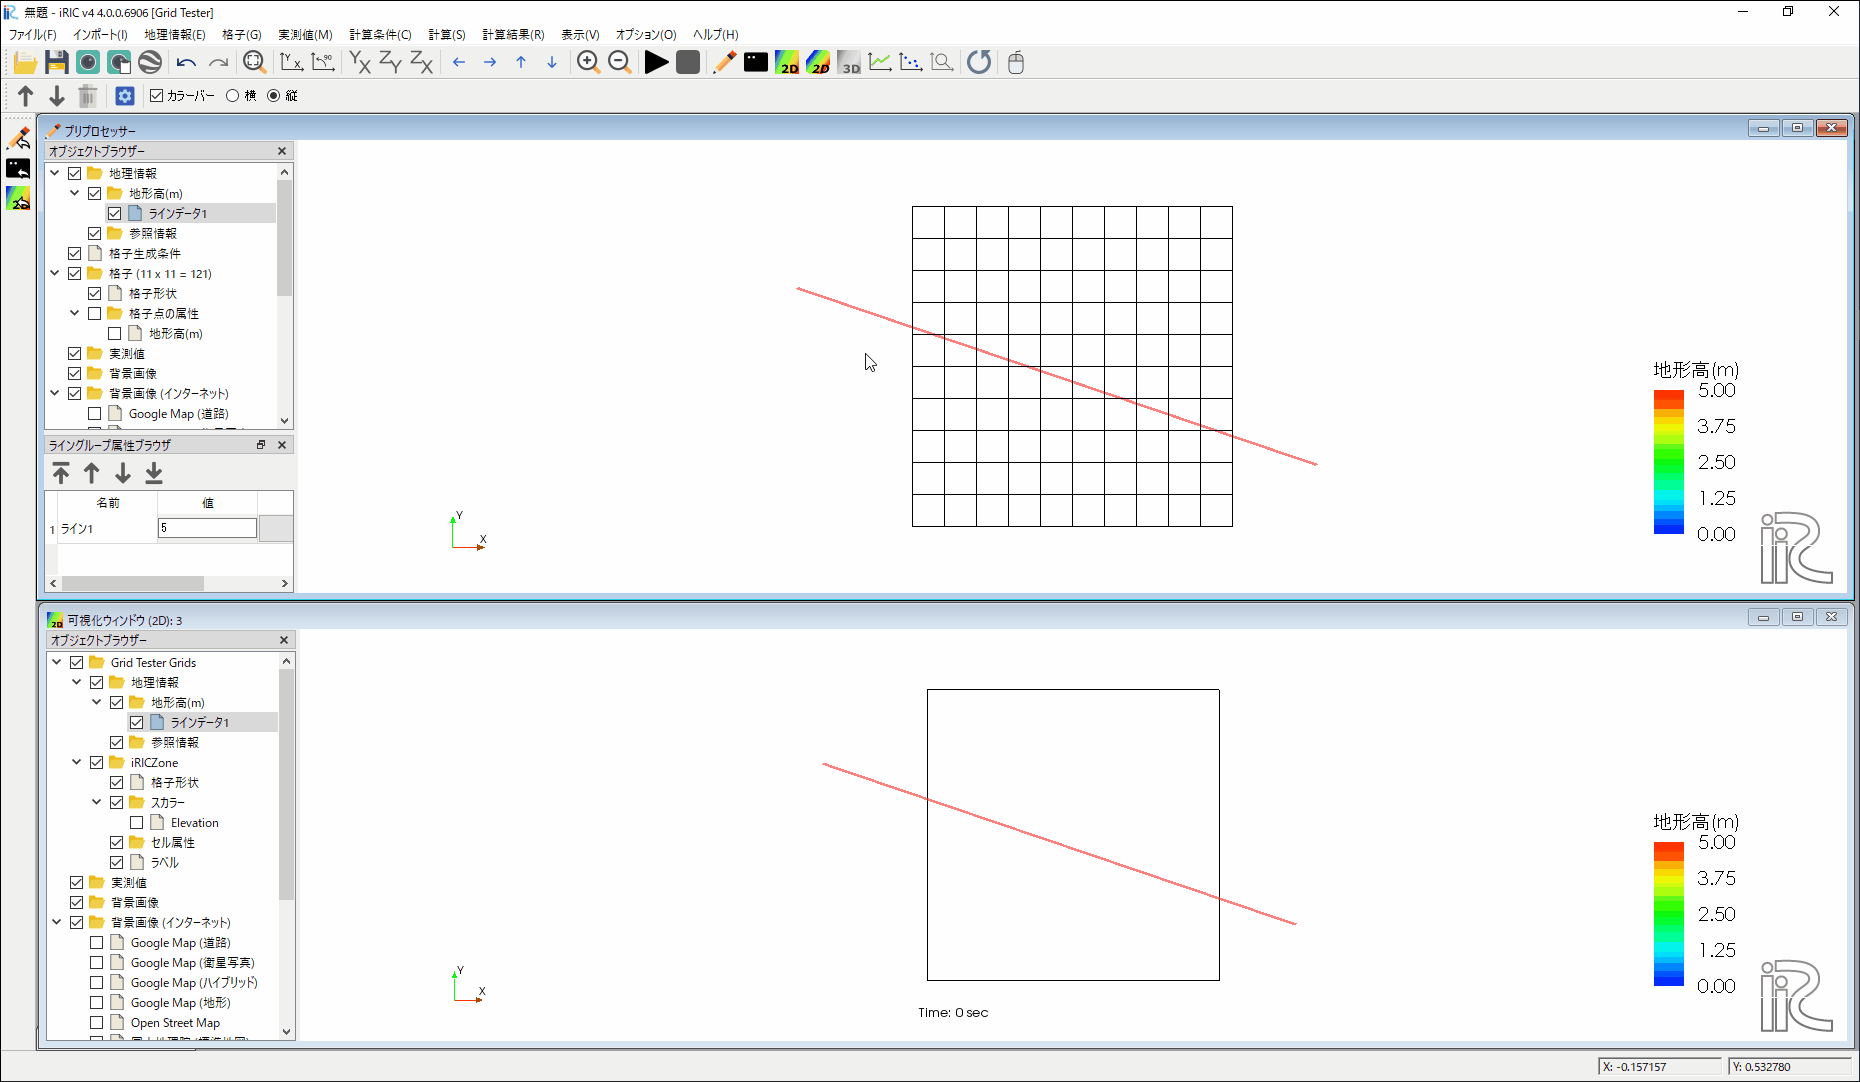 無題 - iRIC v4 4.0.0.6906 [Grid Tester]
ファイル(F) インポート(I) 地理情報(E) 格子(G) 実測値(M) 計算条件(C) 計算(S) 計算結果(R) 表示(V) オプション(O) ヘルプ(H)
カラーバー 横 縦
プリプロセッサー
オブジェクトブラウザー
地理情報
地形高(m)
ラインデータ1
参照情報
格子生成条件
格子 (11 x 11 = 121)
格子形状
格子点の属性
地形高(m)
実測値
背景画像
背景画像 (インターネット)
Google Map (道路)
ライングループ属性ブラウザ
名前 値
1 ライン1 5
Y
X
地形高(m)
5.00
3.75
2.50
1.25
0.00
iRIC
可視化ウィンドウ (2D): 3
オブジェクトブラウザー
Grid Tester Grids
地理情報
地形高(m)
ラインデータ1
参照情報
iRICZone
格子形状
スカラー
Elevation
セル属性
ラベル
実測値
背景画像
背景画像 (インターネット)
Google Map (道路)
Google Map (衛星写真)
Google Map (ハイブリッド)
Google Map (地形)
Open Street Map
Y
X
Time: 0 sec
地形高(m)
5.00
3.75
2.50
1.25
0.00
iRIC
X: -0.157157 Y: 0.532780